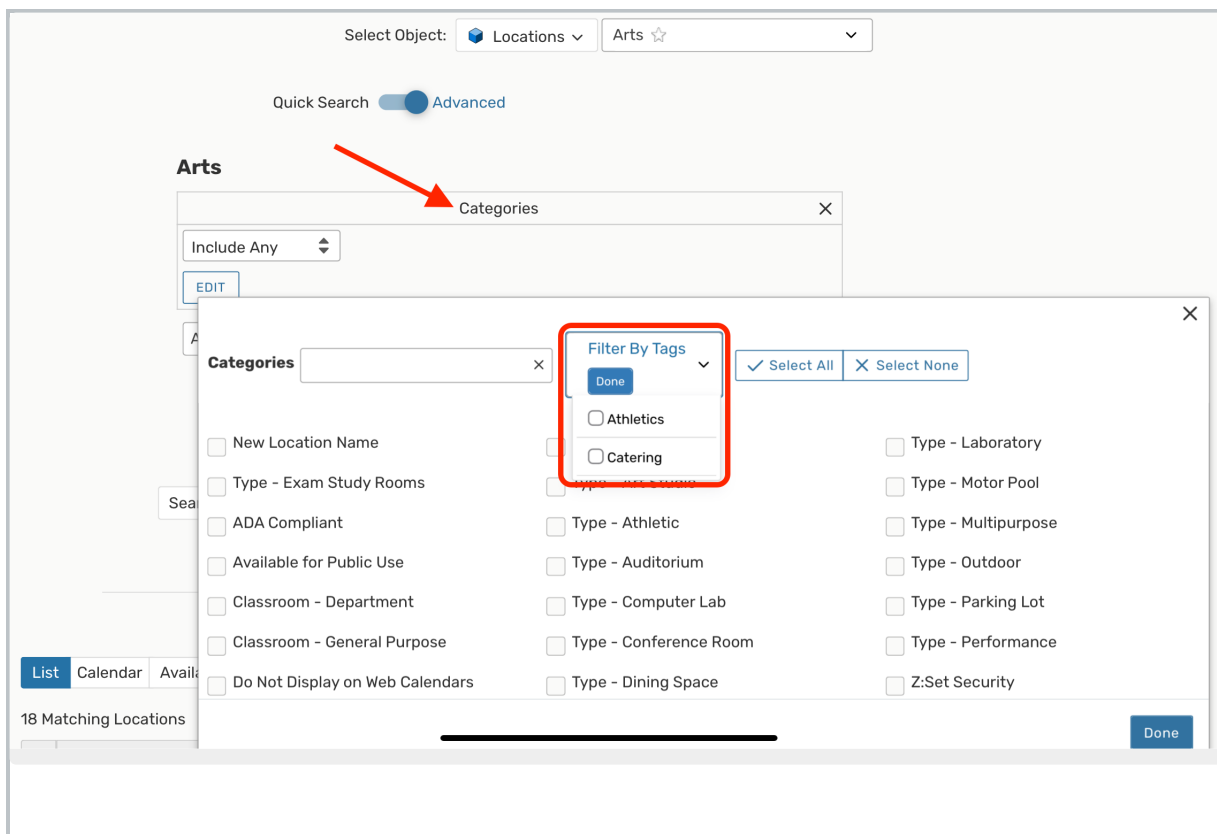 Select Object: Locations Arts
Quick Search Advanced
Arts
Categories
Include Any
EDIT
Categories
Filter By Tags
Done
Select All Select None
Athletics
Catering
New Location Name Type - Laboratory
Type - Exam Study Rooms Type - Art Studio Type - Motor Pool
ADA Compliant Type - Athletic Type - Multipurpose
Available for Public Use Type - Auditorium Type - Outdoor
Classroom - Department Type - Computer Lab Type - Parking Lot
Classroom - General Purpose Type - Conference Room Type - Performance
Do Not Display on Web Calendars Type - Dining Space Z:Set Security
List Calendar
18 Matching Locations
Done